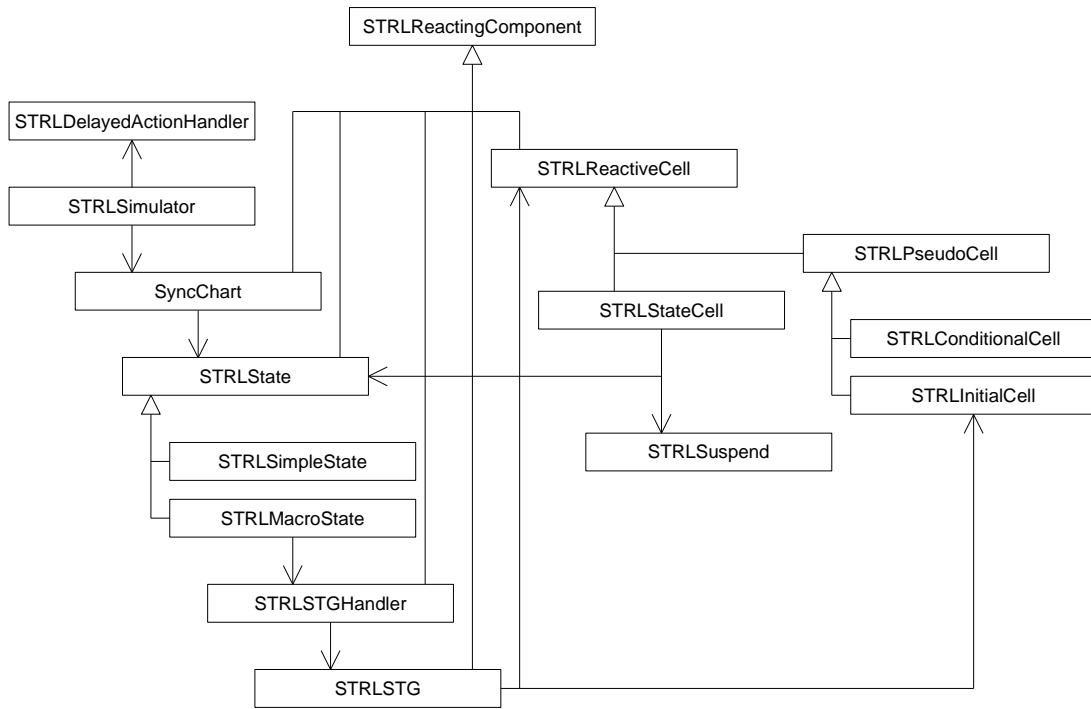 STRLReactingComponent
STRLDelayedActionHandler
STRLReactiveCell
STRLSimulator
STRLPseudoCell
SyncChart
STRLStateCell
STRLConditionalCell
STRLState
STRLInitialCell
STRLSuspend
STRLSimpleState
STRLMacroState
STRLSTGHandler
STRLSTG